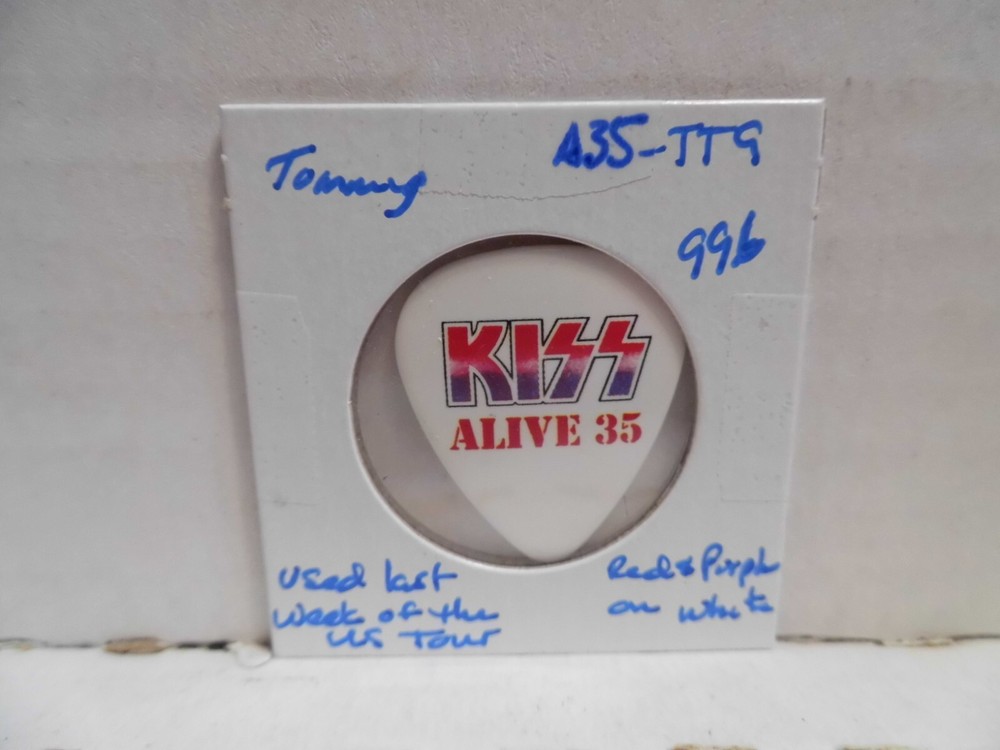 Tommy
A35-TT9
996
KISS
ALIVE 35
Used last
week of the
US Tour
Red & Purple
on white